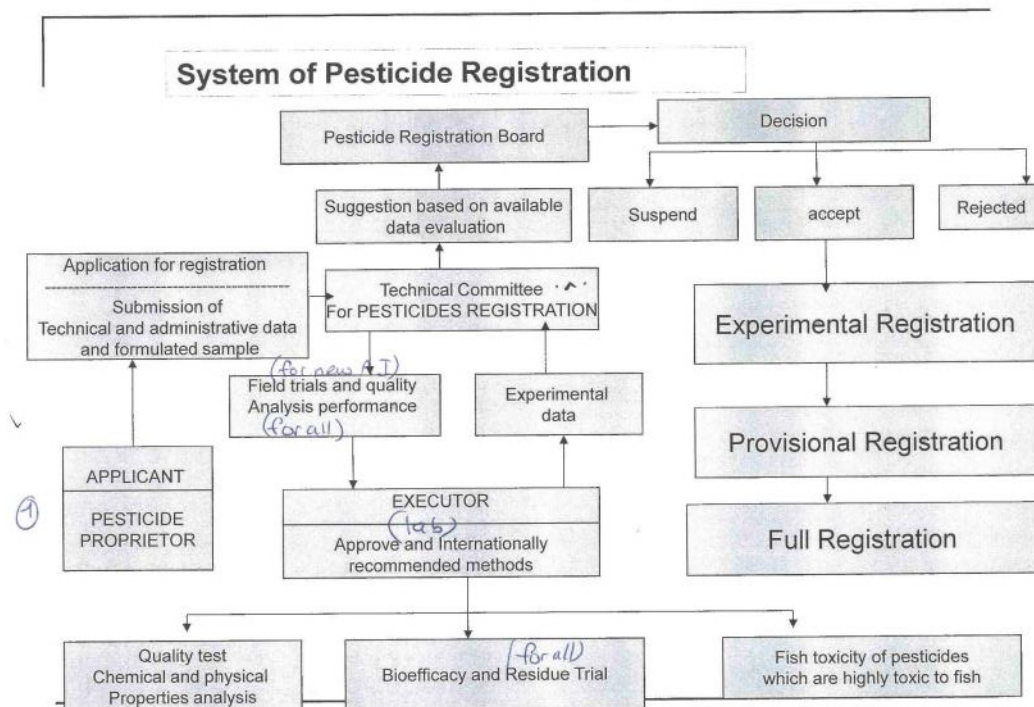 System of Pesticide Registration
Pesticide Registration Board
Decision
Suggestion based on available
data evaluation
Suspend
accept
Rejected
Application for registration
Submission of
Technical and administrative data
and formulated sample
Technical Committee
For PESTICIDES REGISTRATION
(for new A.I)
Field trials and quality
Analysis performance
(for all)
Experimental
data
Experimental Registration
Provisional Registration
Full Registration
1
APPLICANT
PESTICIDE
PROPRIETOR
EXECUTOR
(lab)
Approve and Internationally
recommended methods
Quality test
Chemical and physical
Properties analysis
(for all)
Bioefficacy and Residue Trial
Fish toxicity of pesticides
which are highly toxic to fish